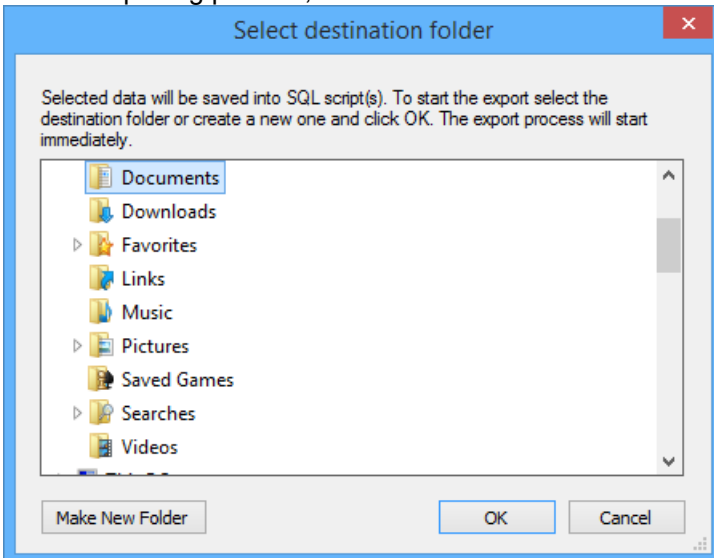 Select destination folder
Selected data will be saved into SQL script(s). To start the export select the
destination folder or create a new one and click OK. The export process will start
immediately.
Documents
Downloads
Favorites
Links
Music
Pictures
Saved Games
Searches
Videos
Make New Folder
OK
Cancel